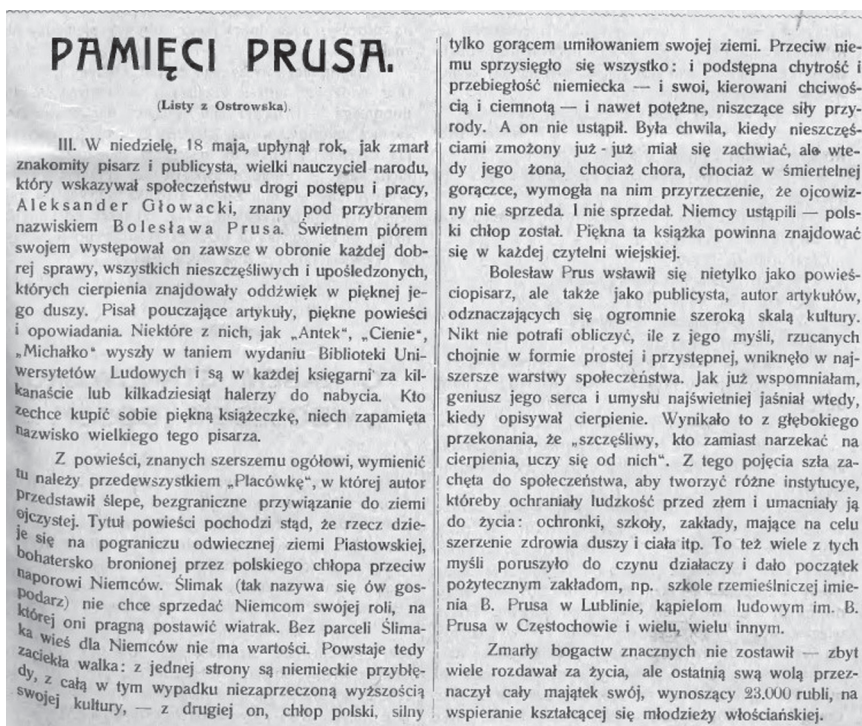 PAMIĘCI PRUSA.
(Listy z Ostrowska).
III. W niedzielę, 18 maja, upłynął rok, jak zmarł
znakomity pisarz i publicysta, wielki nauczyciel narodu,
który wskazywał społeczeństwu drogi postępu i pracy,
Aleksander Głowacki, znany pod przybranem
nazwiskiem Bolesława Prusa. Świetnem piórem
swojem występował on zawsze w obronie każdej dob-
rej sprawy, wszystkich nieszczęśliwych i upośledzonych,
których cierpienia znajdowały oddźwięk w pięknej je-
go duszy. Pisał pouczające artykuły, piękne powieści
i opowiadania. Niektóre z nich, jak „Antek“, „Cienie“,
„Michałko“ wyszły w taniem wydaniu Biblioteki Uni-
wersytetów Ludowych i są w każdej księgarni za kil-
kanaście lub kilkadziesiąt halerzy do nabycia. Kto
zechce kupić sobie piękną książeczkę, niech zapamięta
nazwisko wielkiego tego pisarza.
Z powieści, znanych szerszemu ogółowi, wymienić
tu należy przedewszystkiem „Placówkę“, w której autor
przedstawił ślepe, bezgraniczne przywiązanie do ziemi
ojczystej. Tytuł powieści pochodzi stąd, że rzecz dzie-
je się na pograniczu odwiecznej ziemi Piastowskiej,
bohatersko bronionej przez polskiego chłopa przeciw
naporowi Niemców. Ślimak (tak nazywa się ów gos-
podarz) nie chce sprzedać Niemcom swojej roli, na
której oni pragną postawić wiatrak. Bez parceli Ślima-
ka wieś dla Niemców nie ma wartości. Powstaje tedy
zaciekła walka: z jednej strony są niemieckie przybłę-
dy, z całą w tym wypadku niezaprzeczoną wyższością
swojej kultury, — z drugiej on, chłop polski, silny
tylko gorącem umiłowaniem swojej ziemi. Przeciw nie-
mu sprzysięgło się wszystko: i podstępna chytrość i
przebiegłość niemiecka — i swoi, kierowani chciwoś-
cią i ciemnotą — i nawet potężne, niszczące siły przy-
rody. A on nie ustąpił. Była chwila, kiedy nieszczęś-
ciami zmożony już - już miał się zachwiać, ale wte-
dy jego żona, chociaż chora, chociaż w śmiertelnej
gorączce, wymogła na nim przyrzeczenie, że ojcowiz-
ny nie sprzeda. I nie sprzedał. Niemcy ustąpili — pols-
ki chłop został. Piękna ta książka powinna znajdować
się w każdej czytelni wiejskiej.
Bolesław Prus wsławił się nietylko jako powieś-
ciopisarz, ale także jako publicysta, autor artykułów,
odznaczających się ogromnie szeroką skalą kultury.
Nikt nie potrafi obliczyć, ile z jego myśli, rzucanych
chojnie w formie prostej i przystępnej, wniknęło w naj-
szersze warstwy społeczeństwa. Jak już wspomniałam,
geniusz jego serca i umysłu najświetniej jaśniał wtedy,
kiedy opisywał cierpienie. Wynikało to z głębokiego
przekonania, że „szczęśliwy, kto zamiast narzekać na
cierpienia, uczy się od nich“. Z tego pojęcia szła za-
chęta do społeczeństwa, aby tworzyć różne instytucye,
któreby ochraniały ludzkość przed złem i umacniały ją
do życia: ochronki, szkoły, zakłady, mające na celu
szerzenie zdrowia duszy i ciała itp. To też wiele z tych
myśli poruszyło do czynu działaczy i dało początek
pożytecznym zakładom, np. szkole rzemieślniczej imie-
nia B. Prusa w Lublinie, kąpielom ludowym im. B.
Prusa w Częstochowie i wielu, wielu innym.
Zmarły bogactw znacznych nie zostawił — zbyt
wiele rozdawał za życia, ale ostatnią swą wolą przez-
naczył cały majątek swój, wynoszący 23.000 rubli, na
wspieranie kształcącej się młodzieży włościańskiej.